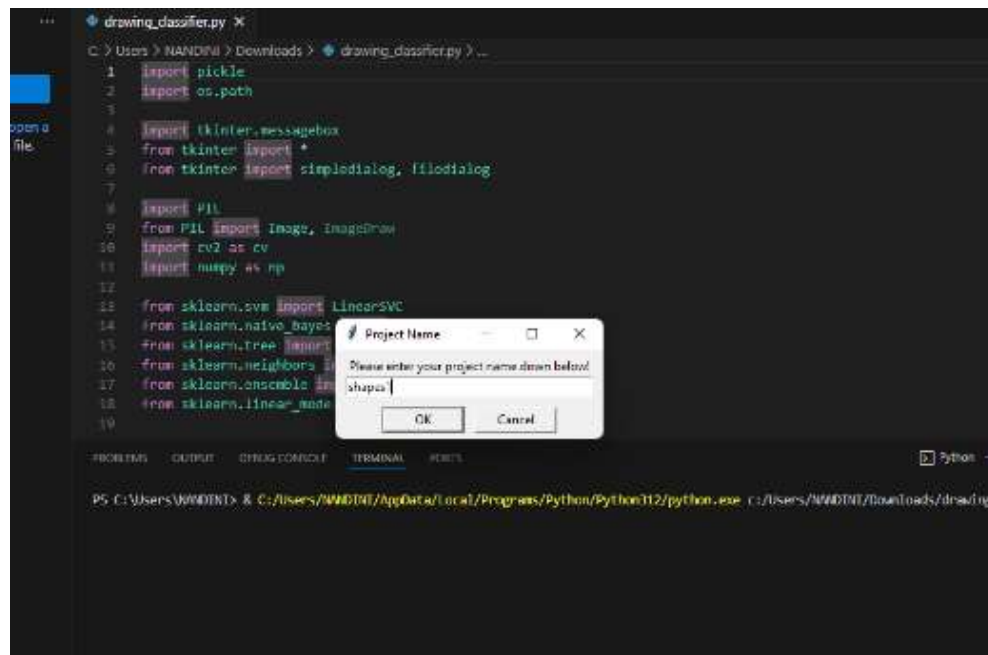 drawing_classifier.py
C: > Users > NANDINI > Downloads > drawing_classifier.py > ...
1 import pickle
2 import os.path
3
4 import tkinter.messagebox
5 from tkinter import *
6 from tkinter import simpledialog, filedialog
7
8 import PIL
9 from PIL import Image, ImageDraw
10 import cv2 as cv
11 import numpy as np
12
13 from sklearn.svm import LinearSVC
14 from sklearn.naive_bayes
15 from sklearn.tree import
16 from sklearn.neighbors
17 from sklearn.ensemble
18 from sklearn.linear_mode
19
open a
file.
Project Name
Please enter your project name down below!
OK Cancel
PROBLEMS OUTPUT DEBUG CONSOLE TERMINAL PORTS
Python
PS C:\Users\NANDINI> & C:/Users/NANDINI/AppData/Local/Programs/Python/Python312/python.exe c:/Users/NANDINI/Downloads/drawing